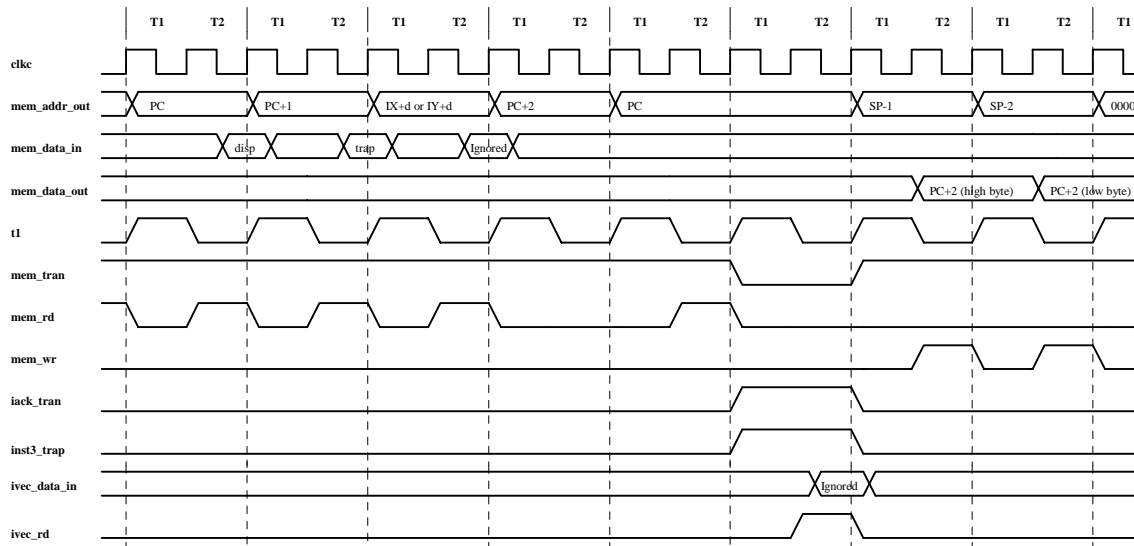 T1 T2 T1 T2 T1 T2 T1 T2 T1 T2 T1 T2 T1 T2 T1 T2 T1
clkc
mem_addr_out PC PC+1 IX+d or IY+d PC+2 PC SP-1 SP-2 0000
mem_data_in disp trap Ignored
mem_data_out PC+2 (high byte) PC+2 (low byte)
t1
mem_tran
mem_rd
mem_wr
iack_tran
inst3_trap
ivec_data_in Ignored
ivec_rd